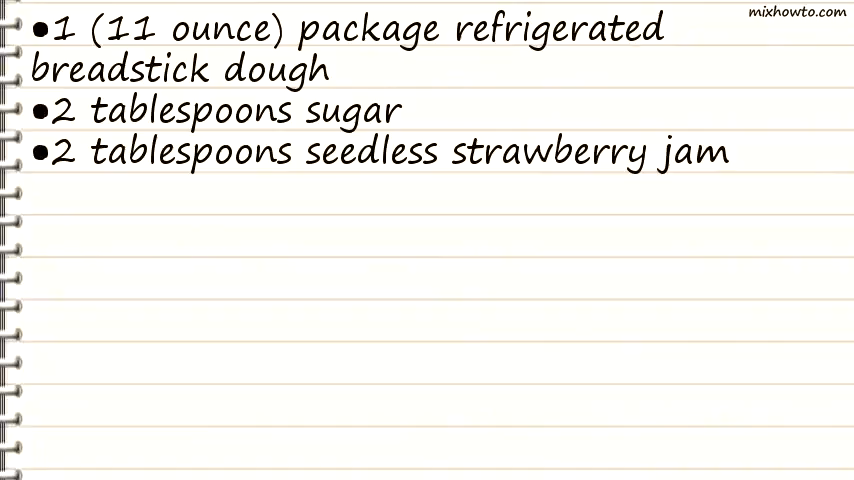 mixhowto.com
●1 (11 ounce) package refrigerated
breadstick dough
●2 tablespoons sugar
●2 tablespoons seedless strawberry jam